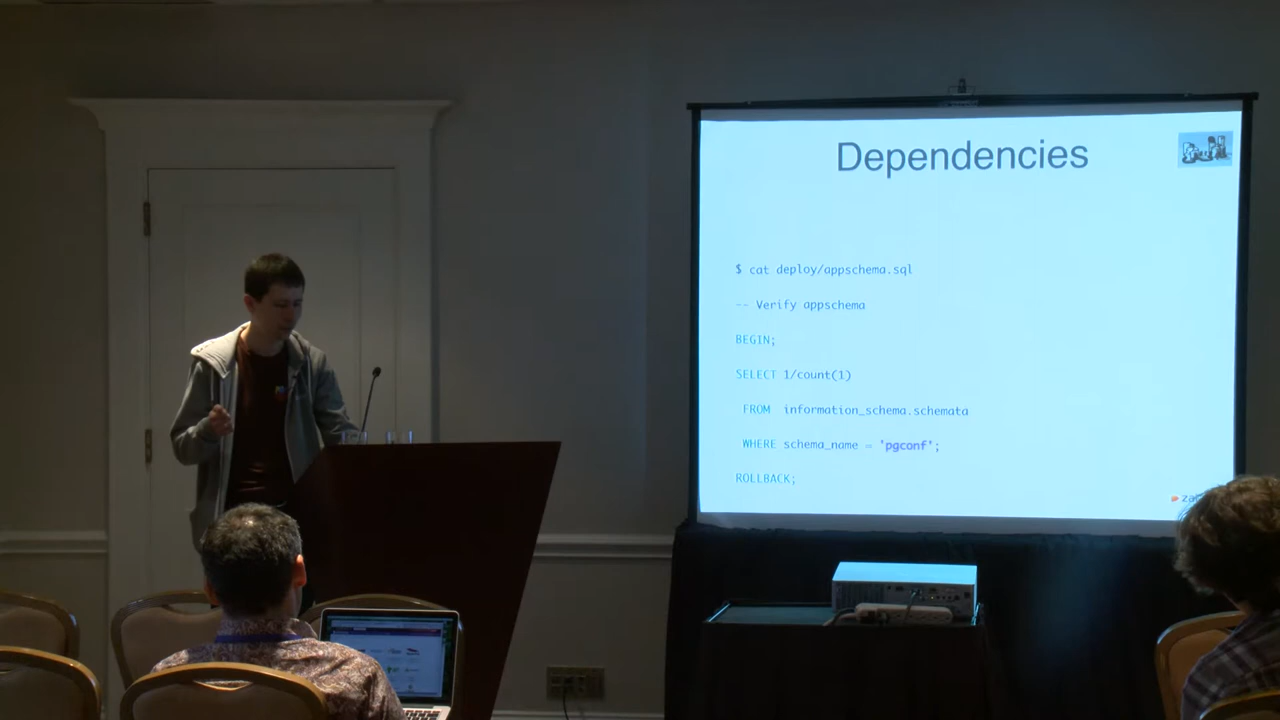 Dependencies
$ cat deploy/appschema.sql
-- Verify appschema
BEGIN;
SELECT 1/count(1)
FROM information_schema.schemata
WHERE schema_name = 'pgconf';
ROLLBACK;